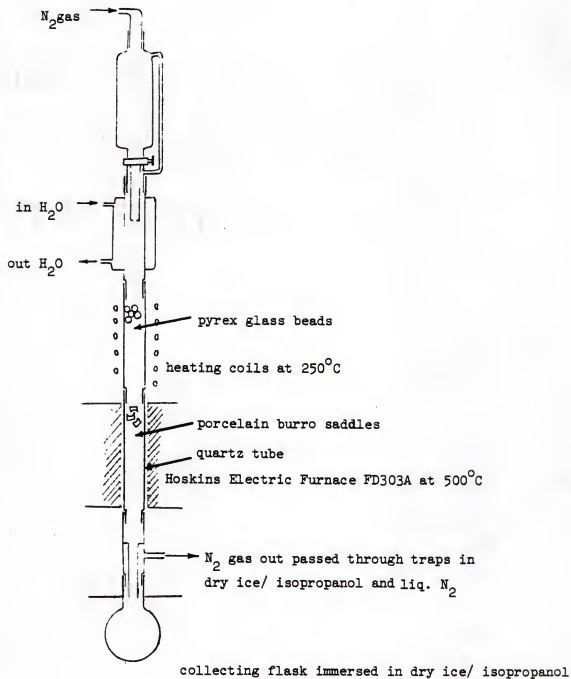 N2gas
in H2O
out H2O
pyrex glass beads
heating coils at 250°C
porcelain burro saddles
quartz tube
Hoskins Electric Furnace FD303A at 500°C
N2 gas out passed through traps in
dry ice/ isopropanol and liq. N2
collecting flask immersed in dry ice/ isopropanol